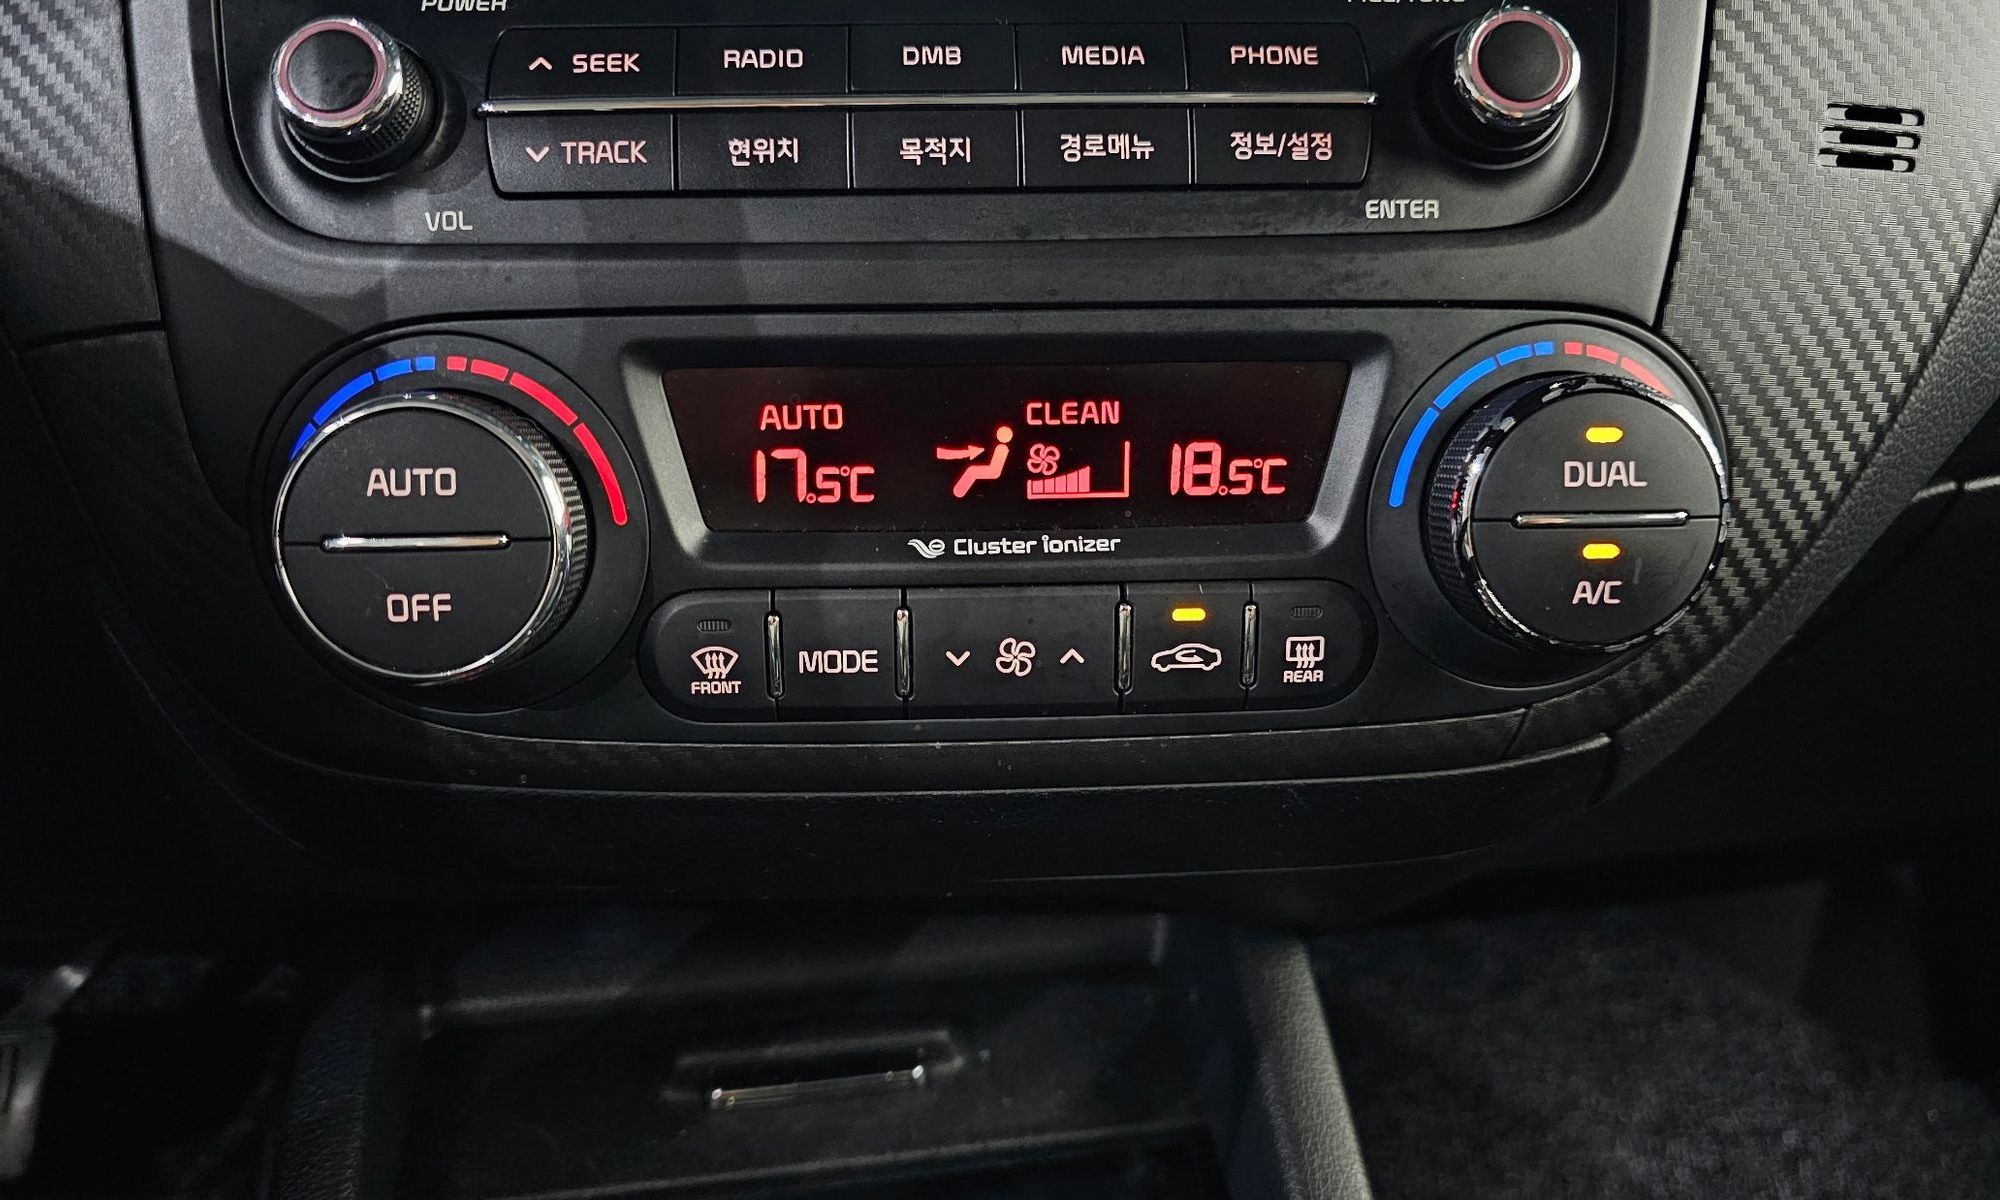 POWER
SEEK RADIO DMB MEDIA PHONE
TRACK 현위치 목적지 경로메뉴 정보/설정
VOL
ENTER
AUTO CLEAN
17.5°C 18.5°C
Cluster ionizer
AUTO
OFF
DUAL
A/C
FRONT
MODE
REAR